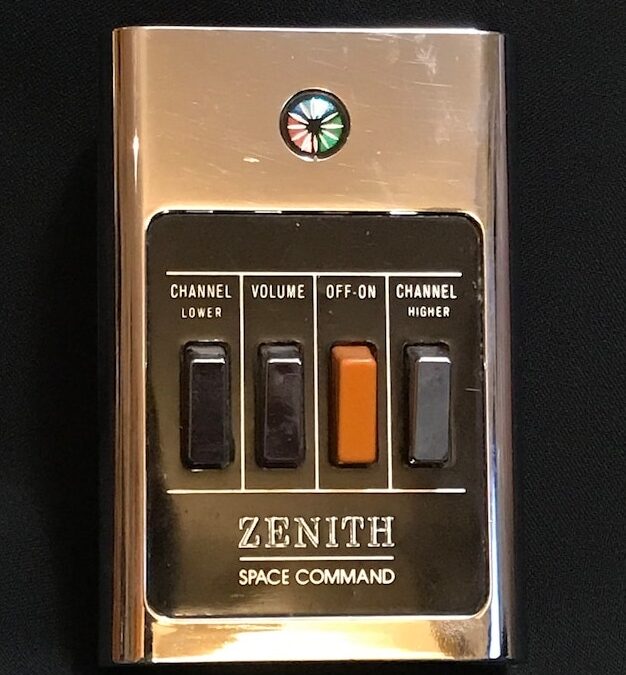 CHANNEL LOWER
VOLUME
OFF-ON
CHANNEL HIGHER
ZENITH
SPACE COMMAND